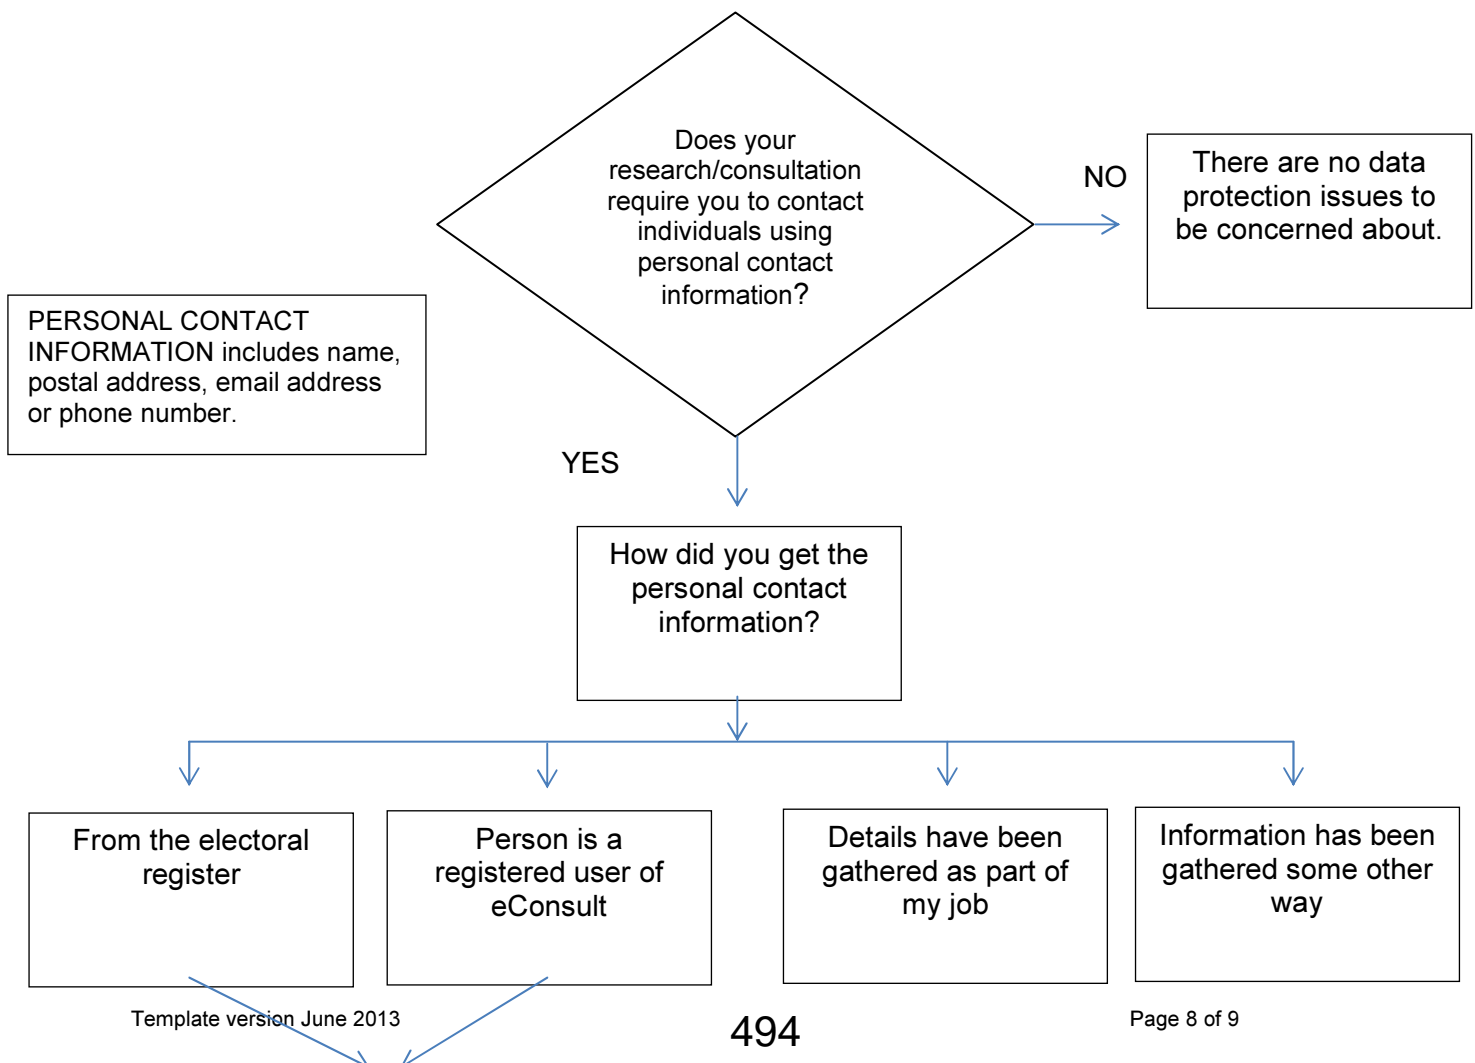 Does your
research/consultation
require you to contact
individuals using
personal contact
information?
NO
There are no data
protection issues to
be concerned about.
PERSONAL CONTACT
INFORMATION includes name,
postal address, email address
or phone number.
YES
How did you get the
personal contact
information?
From the electoral
register
Person is a
registered user of
eConsult
Details have been
gathered as part of
my job
Information has been
gathered some other
way
Template version June 2013
494
Page 8 of 9